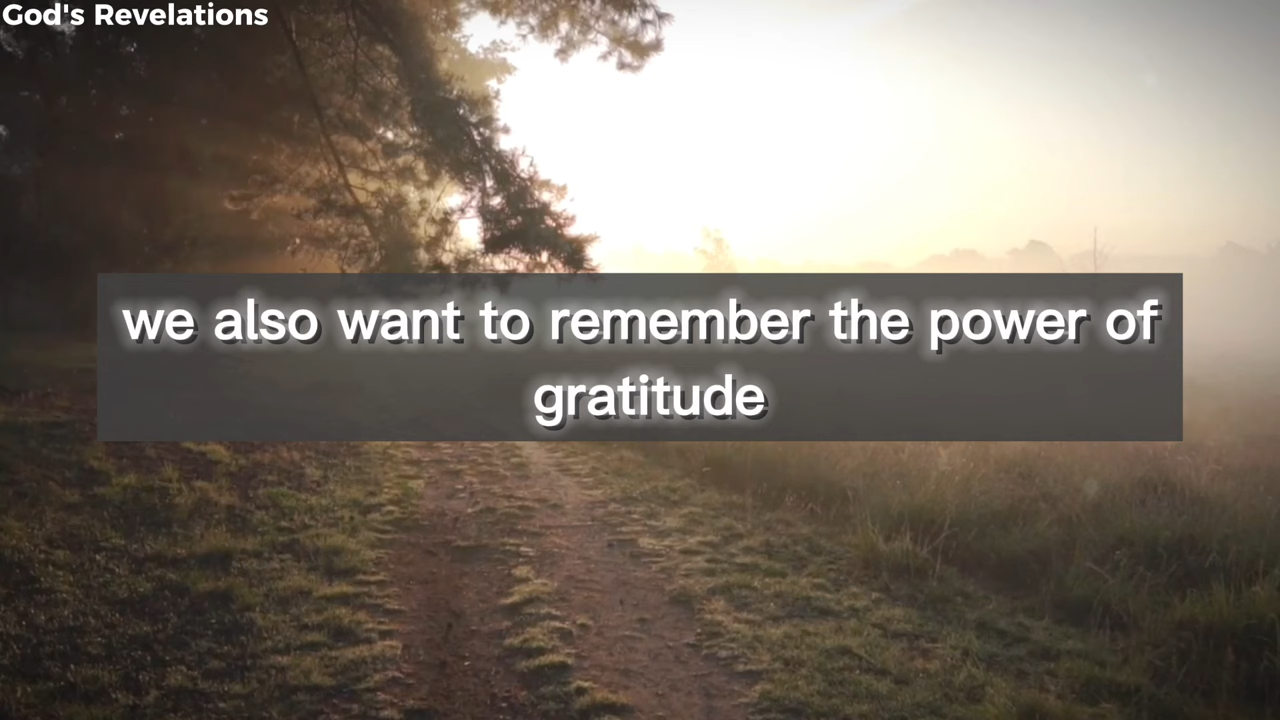 God's Revelations
we also want to remember the power of
gratitude